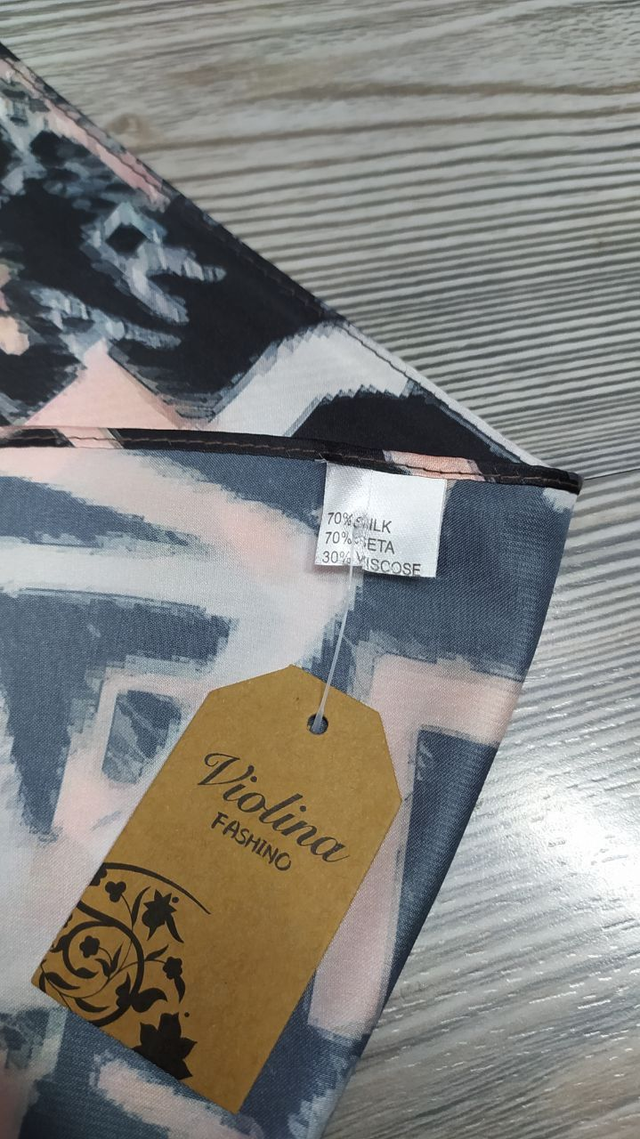 70% SILK
70% SETA
30% VISCOSE
Violina
FASHINO